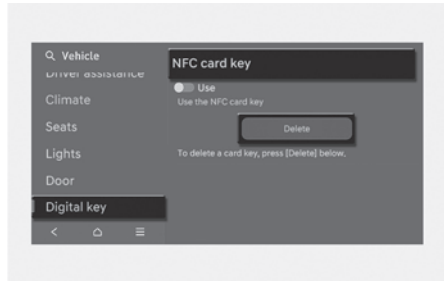 Vehicle
Driver assistance
Climate
Seats
Lights
Door
Digital key
NFC card key
Use
Use the NFC card key
Delete
To delete a card key, press [Delete] below.